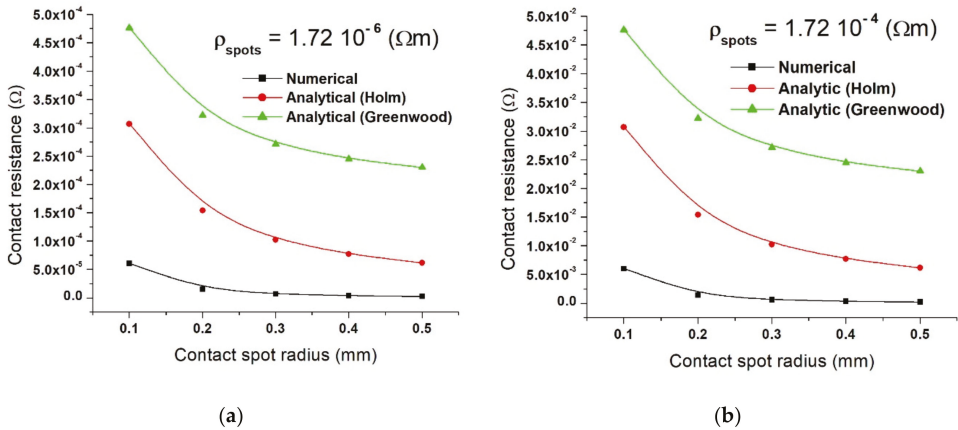 ρspots = 1.72 10⁻⁶ (Ωm)
Numerical
Analytical (Holm)
Analytical (Greenwood)
Contact resistance (Ω)
5.0x10⁻⁴
4.5x10⁻⁴
4.0x10⁻⁴
3.5x10⁻⁴
3.0x10⁻⁴
2.5x10⁻⁴
2.0x10⁻⁴
1.5x10⁻⁴
1.0x10⁻⁴
5.0x10⁻⁵
0.0
0.1 0.2 0.3 0.4 0.5
Contact spot radius (mm)
(a)
ρspots = 1.72 10⁻⁴ (Ωm)
Numerical
Analytic (Holm)
Analytic (Greenwood)
Contact resistance (Ω)
5.0x10⁻²
4.5x10⁻²
4.0x10⁻²
3.5x10⁻²
3.0x10⁻²
2.5x10⁻²
2.0x10⁻²
1.5x10⁻²
1.0x10⁻²
5.0x10⁻³
0.0
0.1 0.2 0.3 0.4 0.5
Contact spot radius (mm)
(b)